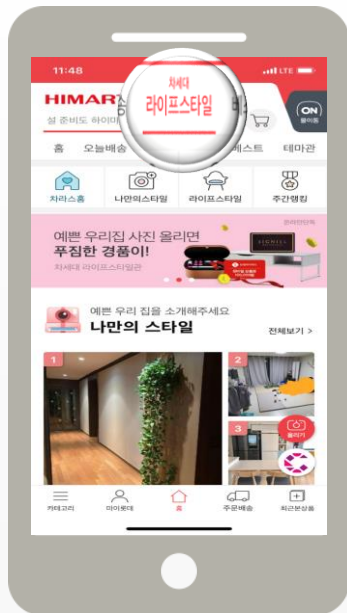 11:48
LTE
차세대
라이프스타일
HIMAR
설 준비도 하이마
ON
홈
오늘배송
베스트
테마관
차라스홈
나만의스타일
라이프스타일
주간랭킹
온라인단독
예쁜 우리집 사진 올리면
푸짐한 경품이!
차세대 라이프스타일관
SIGNIEL
예쁜 우리 집을 소개해주세요
나만의 스타일
전체보기 >
1
2
3
올리기
카테고리
마이롯데
홈
주문배송
최근본상품